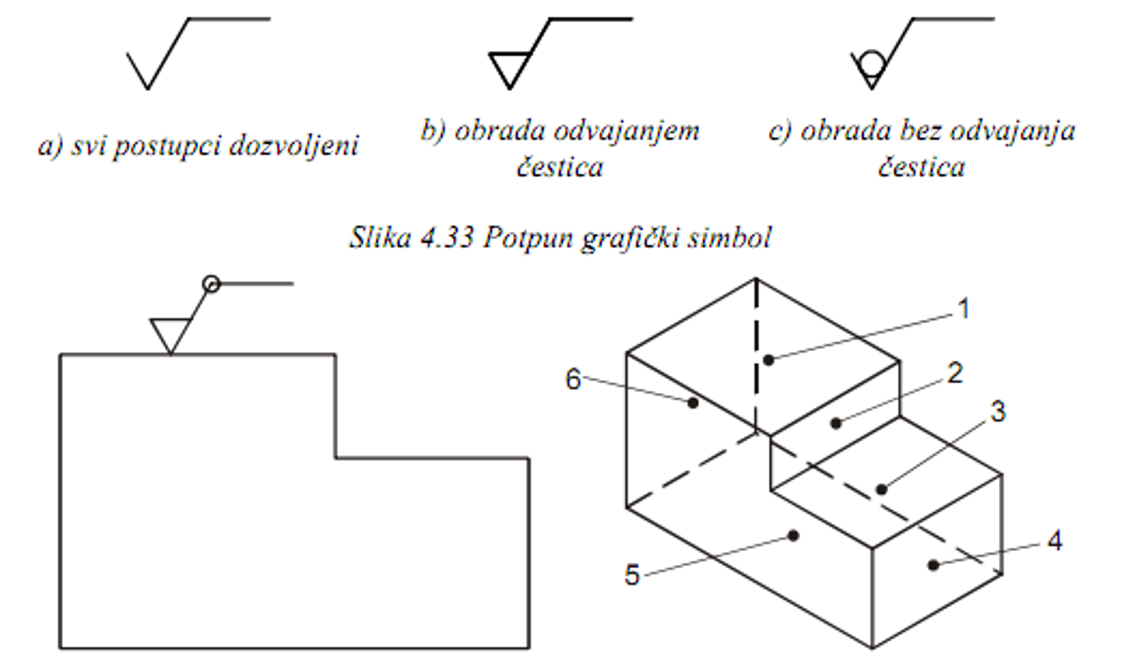 a) svi postupci dozvoljeni
b) obrada odvajanjem
čestica
c) obrada bez odvajanja
čestica
Slika 4.33 Potpun grafički simbol
1
2
3
4
5
6